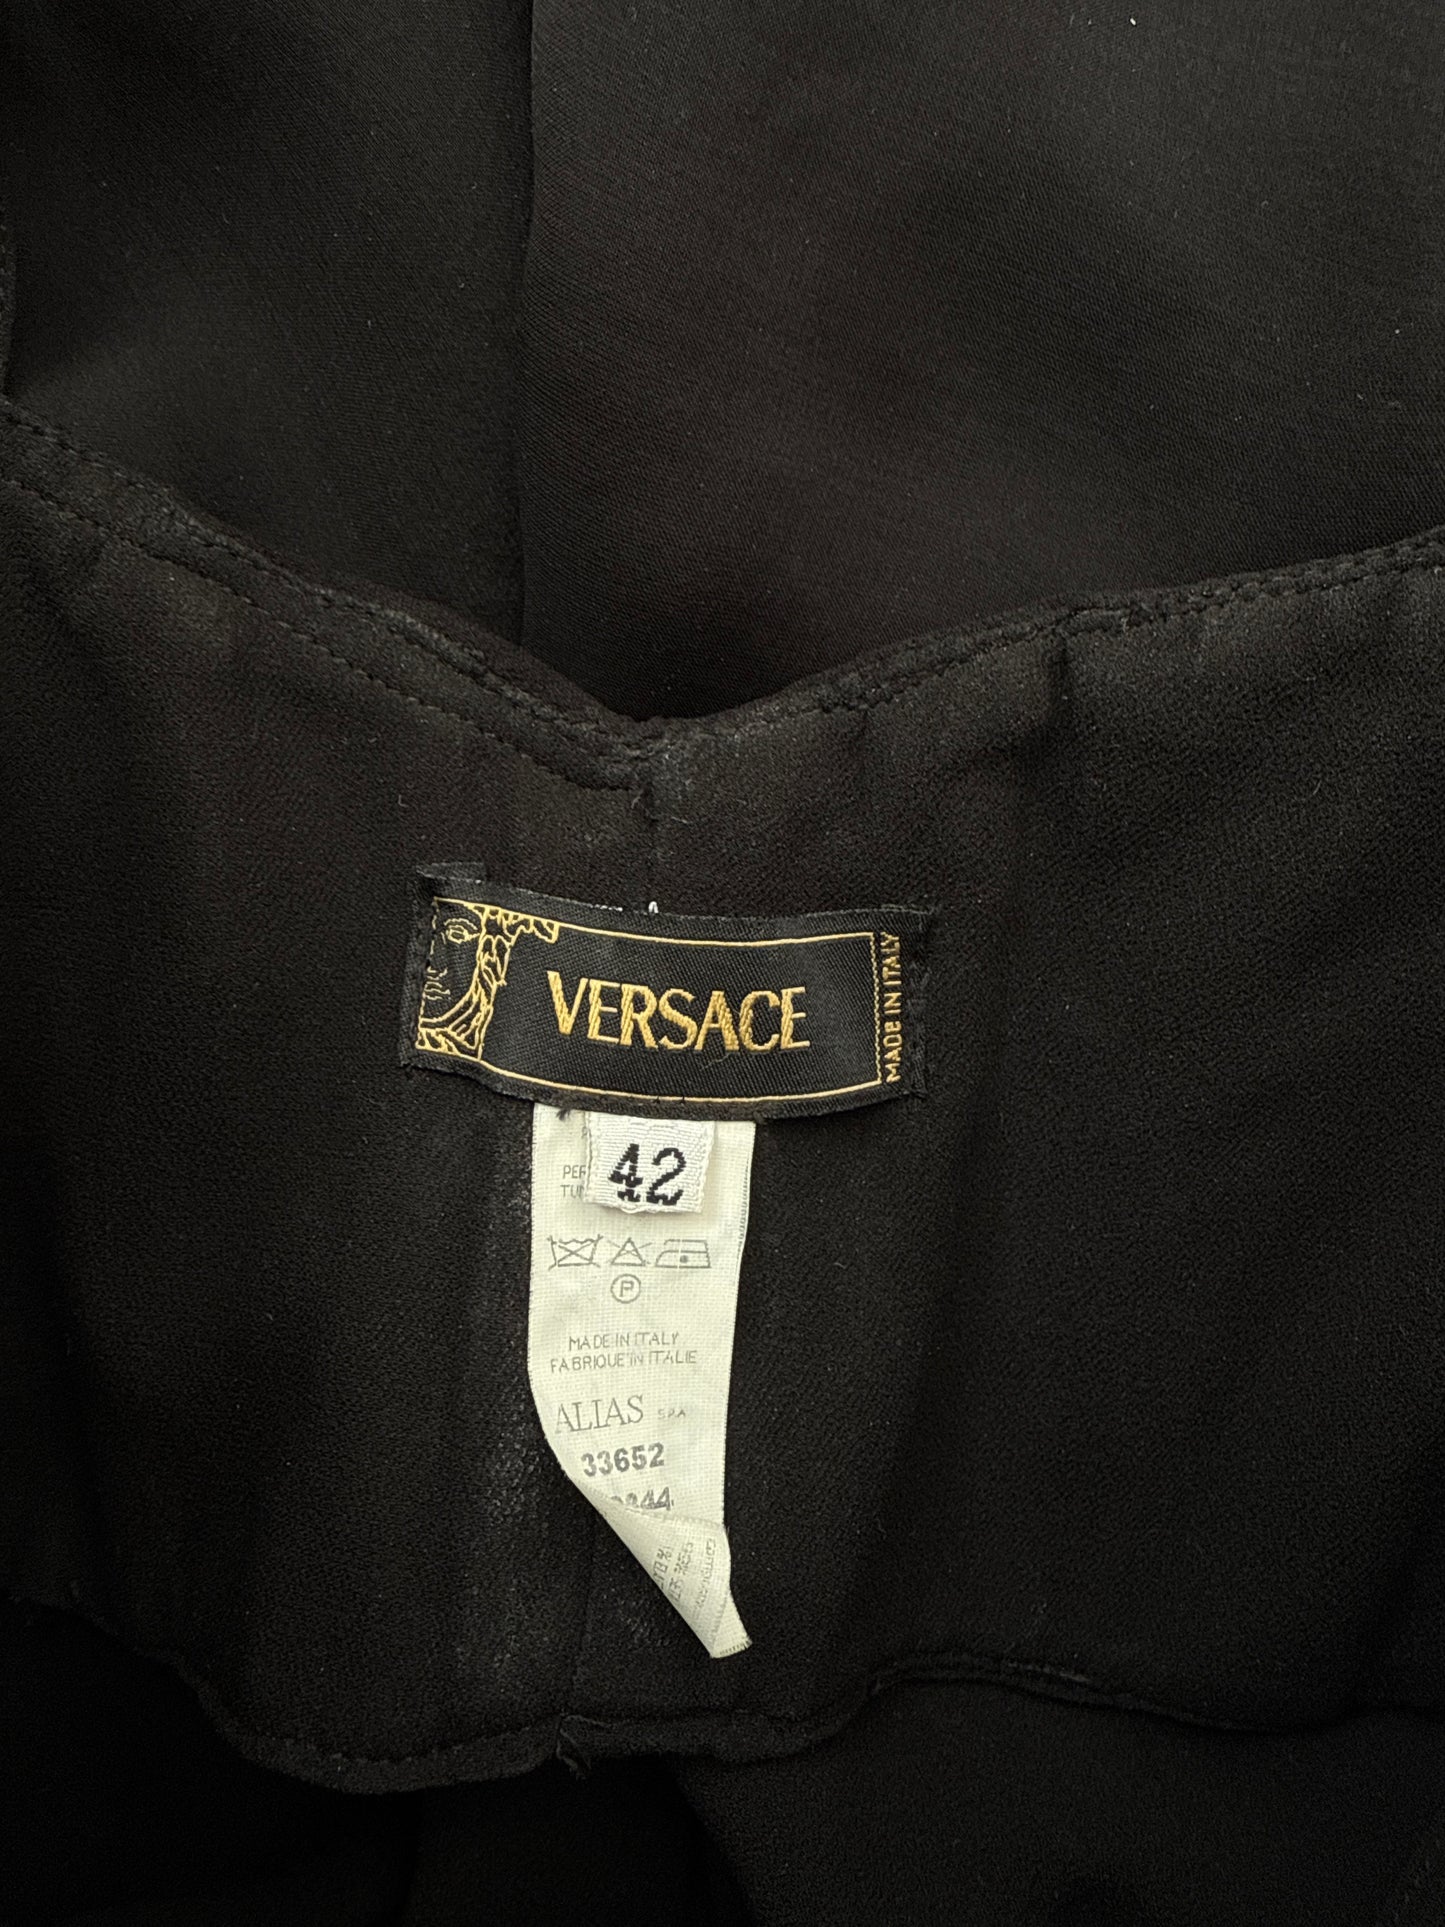 VERSACE
MADE IN ITALY
42
P
MADE IN ITALY
FABRIQUE IN ITALIE
ALIAS S.P.A
33652